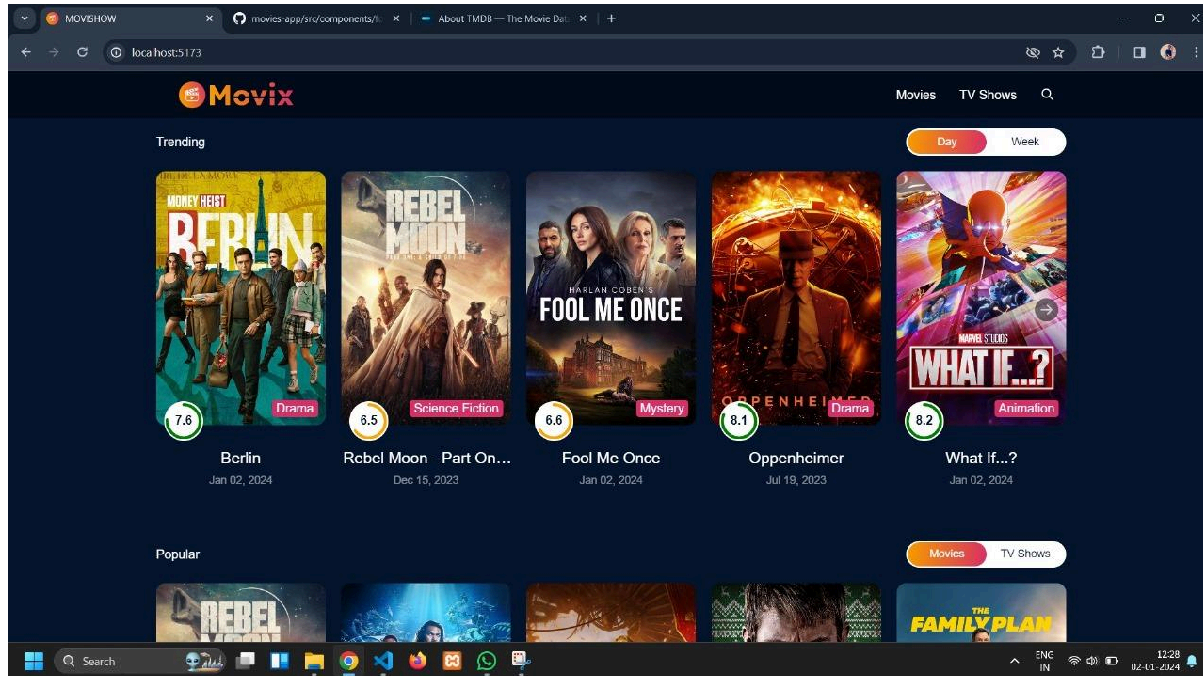 MOVISHOW
movies-app/src/components/
About TMDB — The Movie Dat
localhost:5173
Movix
Movies TV Shows
Trending
Day Week
MONEY HEIST
BERLIN
REBEL
MOON
HARLAN COBEN'S
FOOL ME ONCE
OPPENHEIMER
MARVEL STUDIOS
WHAT IF...?
7.6 Drama
6.5 Science Fiction
6.6 Mystery
8.1 Drama
8.2 Animation
Berlin
Rebel Moon - Part On...
Fool Me Once
Oppenheimer
What If...?
Jan 02, 2024
Dec 15, 2023
Jan 02, 2024
Jul 19, 2023
Jan 02, 2024
Popular
Movies TV Shows
REBEL
THE
FAMILY PLAN
Search
ENG
IN
12:28
02-01-2024